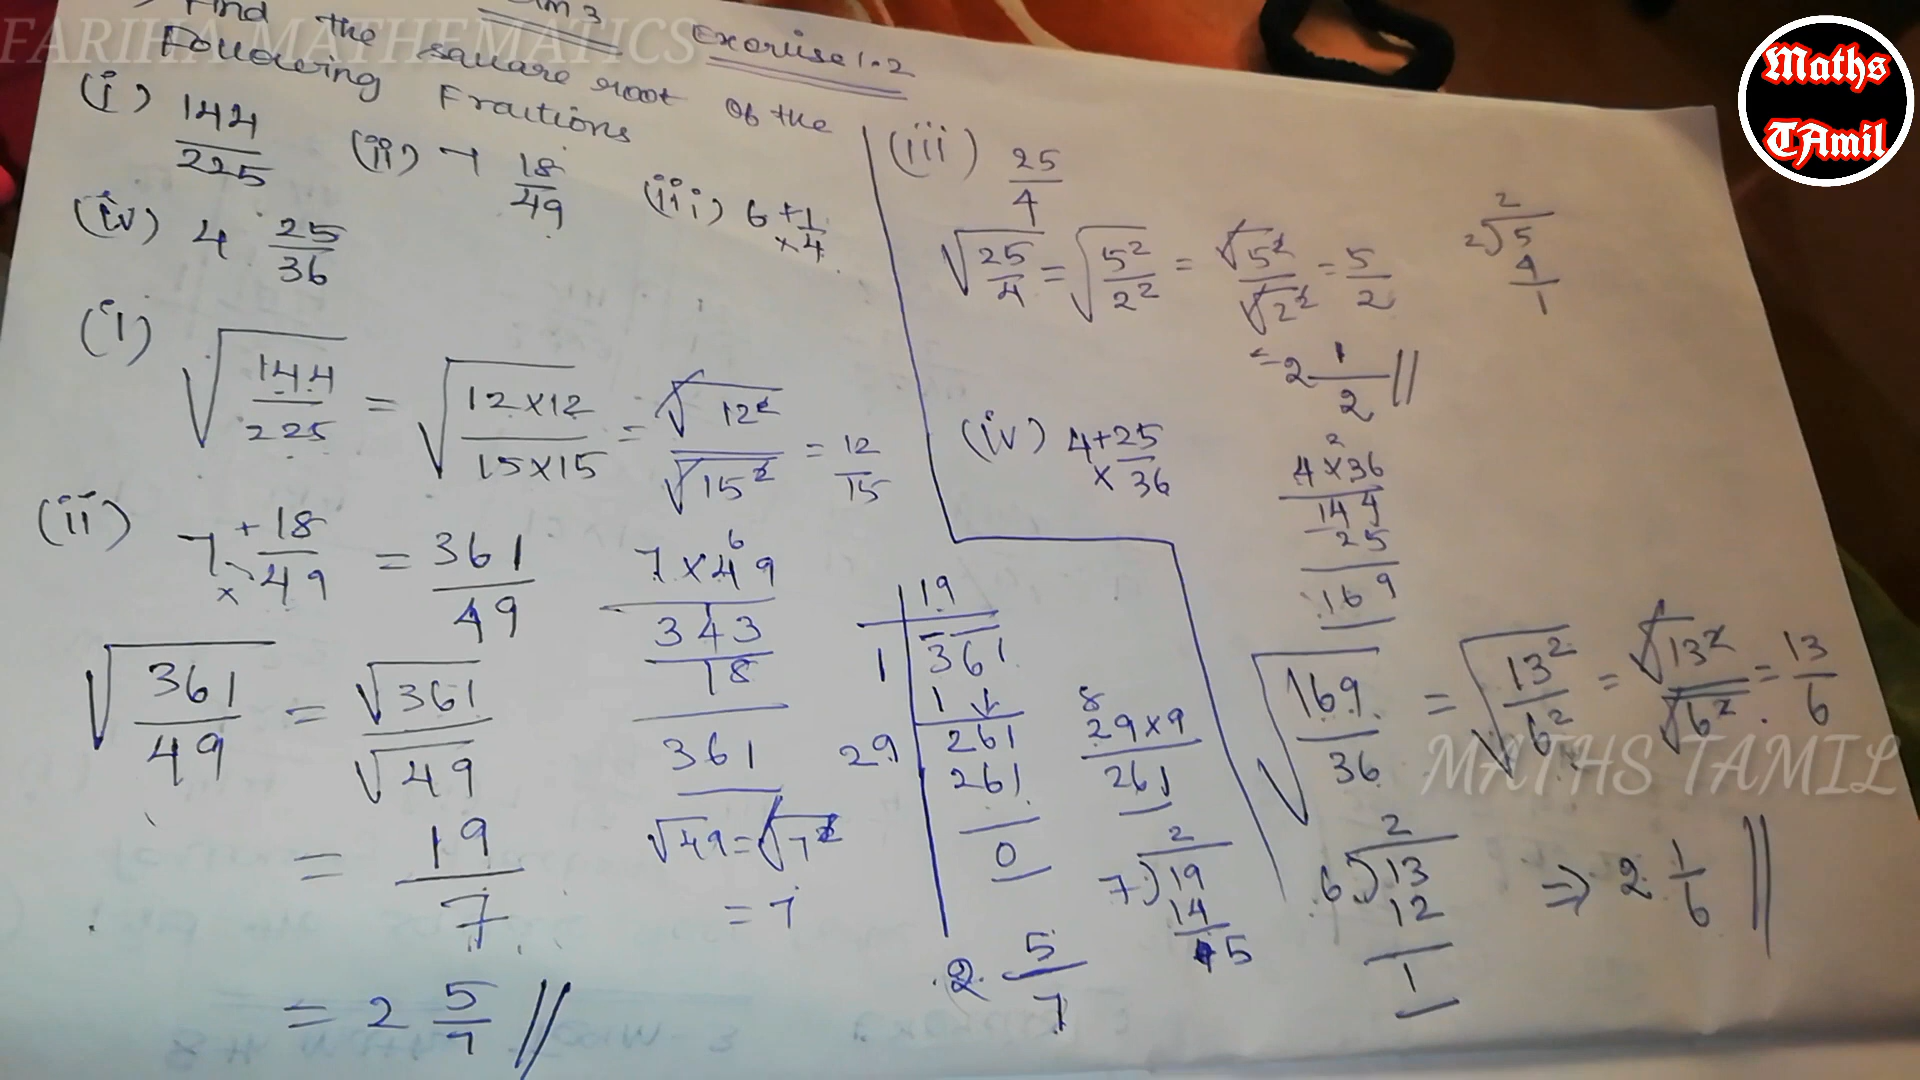 FARIHA MATHEMATICS
Maths
TAmil
3 Exercise 1.2
Find the square root of the
Following Fractions
(i) 144/225 (ii) 7 18/49 (iii) 6 + 1/4 ×
(iv) 4 25/36
(i) √(144/225) = √(12×12/15×15) = √12²/√15² = 12/15
(ii) 7 + 18/49 × = 361/49
7×49
343
18
361
√(361/49) = √361/√49
√49 = √7²
= 7
= 19/7
= 2 5/7 //
19
1 361
1
29 261
261
0
29×9
261
2
7)19
14
5
2 5/7
(iii) 25/4
√(25/4) = √(5²/2²) = √5²/√2² = 5/2
= 2 1/2 //
2
2)5
4
1
(iv) 4 + 25/36 ×
4×36
144
25
169
√(169/36) = √(13²/6²) = √13²/√6² = 13/6
2
6)13
12
1
⇒ 2 1/6 //
MATHS TAMIL